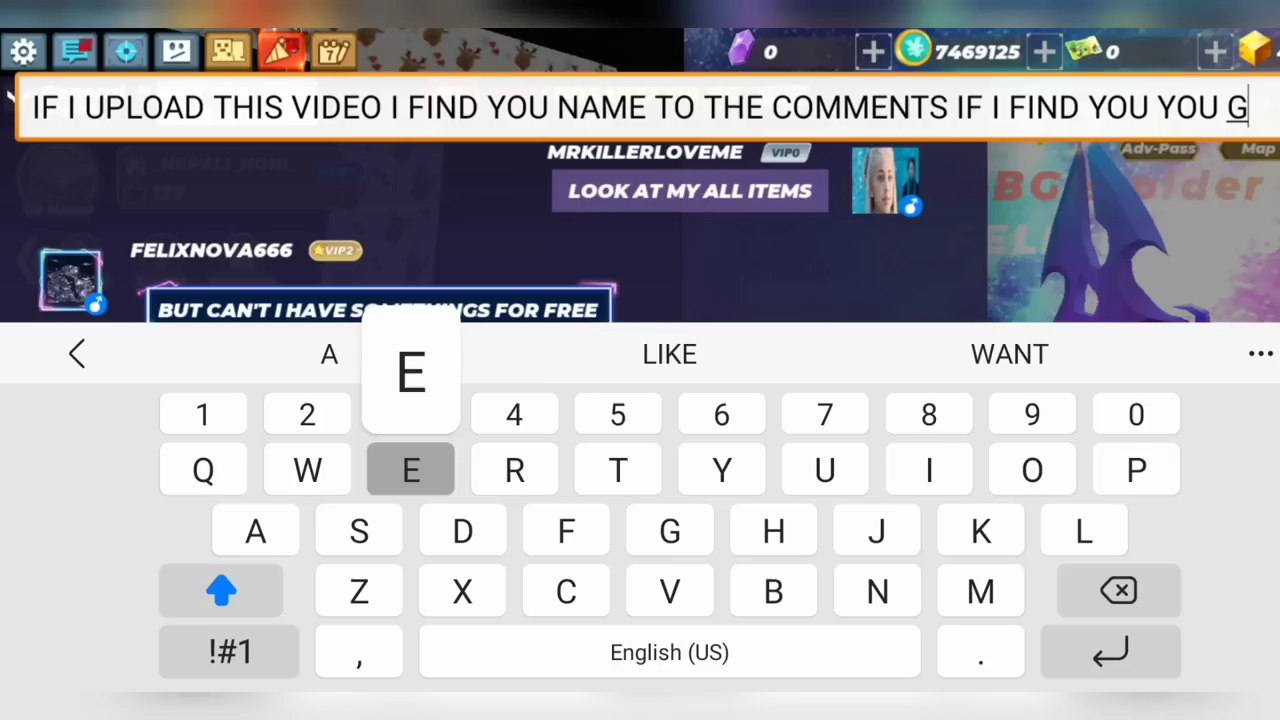 7
0
7469125
0
IF I UPLOAD THIS VIDEO I FIND YOU NAME TO THE COMMENTS IF I FIND YOU YOU G
MRKILLERLOVEME VIP0
Adv-Pass
Map
LOOK AT MY ALL ITEMS
FELIXNOVA666 VIP2
BUT CAN'T I HAVE SOMETHINGS FOR FREE
A
LIKE
WANT
E
1 2 4 5 6 7 8 9 0
Q W E R T Y U I O P
A S D F G H J K L
Z X C V B N M
!#1 , English (US) .